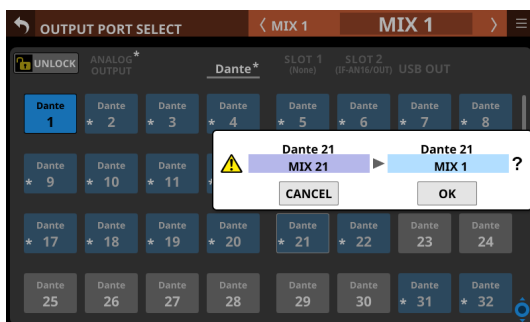 OUTPUT PORT SELECT
MIX 1
MIX 1
UNLOCK
ANALOG*
OUTPUT
Dante*
SLOT 1
(None)
SLOT 2
(IF-AN16/OUT)
USB OUT
Dante
1
Dante
* 2
Dante
* 3
Dante
* 4
Dante
* 5
Dante
* 6
Dante
* 7
Dante
* 8
Dante 21
MIX 21
Dante 21
MIX 1
?
CANCEL
OK
Dante
* 9
Dante
* 10
Dante
* 11
Dante
* 17
Dante
* 18
Dante
* 19
Dante
* 20
Dante
* 21
Dante
* 22
Dante
23
Dante
24
Dante
25
Dante
26
Dante
27
Dante
28
Dante
29
Dante
30
Dante
* 31
Dante
* 32